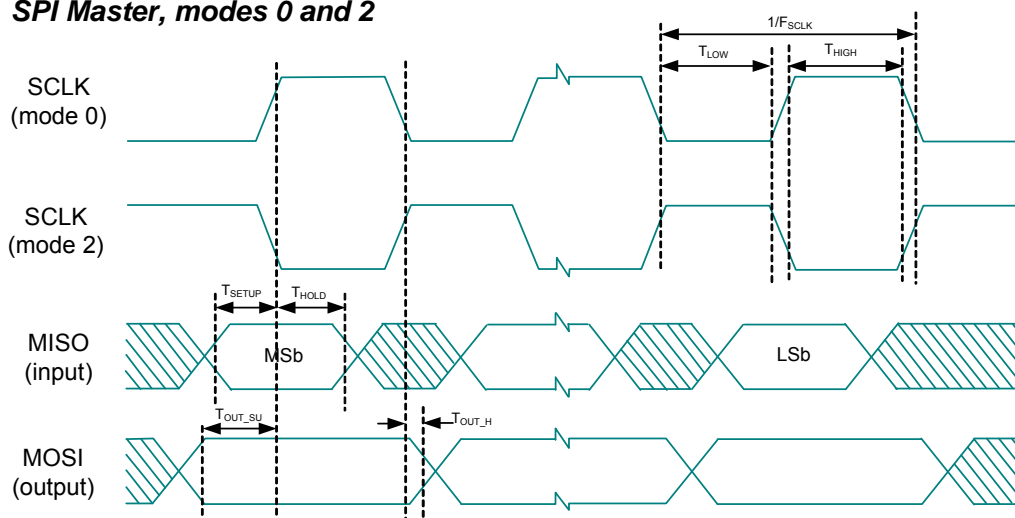 SPI Master, modes 0 and 2
1/FSCLK
TLOW
THIGH
SCLK
(mode 0)
SCLK
(mode 2)
TSETUP
THOLD
MISO
(input)
MSb
LSb
TOUT_SU
TOUT_H
MOSI
(output)